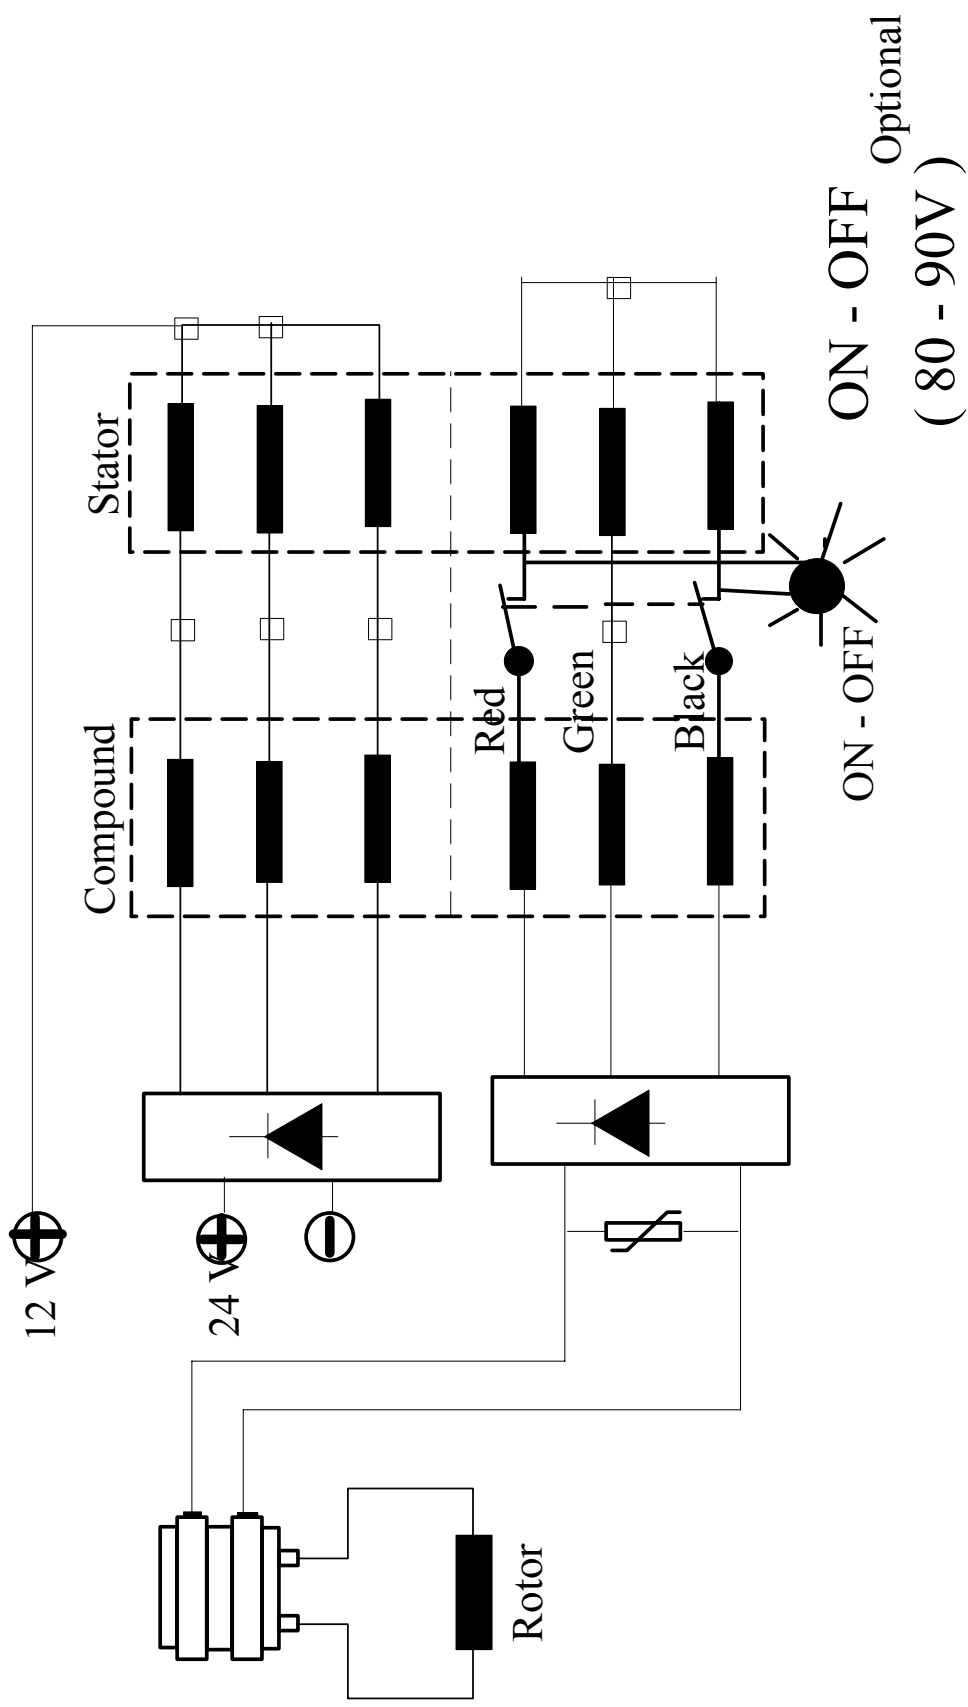 12 V
24 V
Compound
Stator
Red
Green
Black
ON - OFF
ON - OFF
Optional
( 80 - 90V )
Rotor